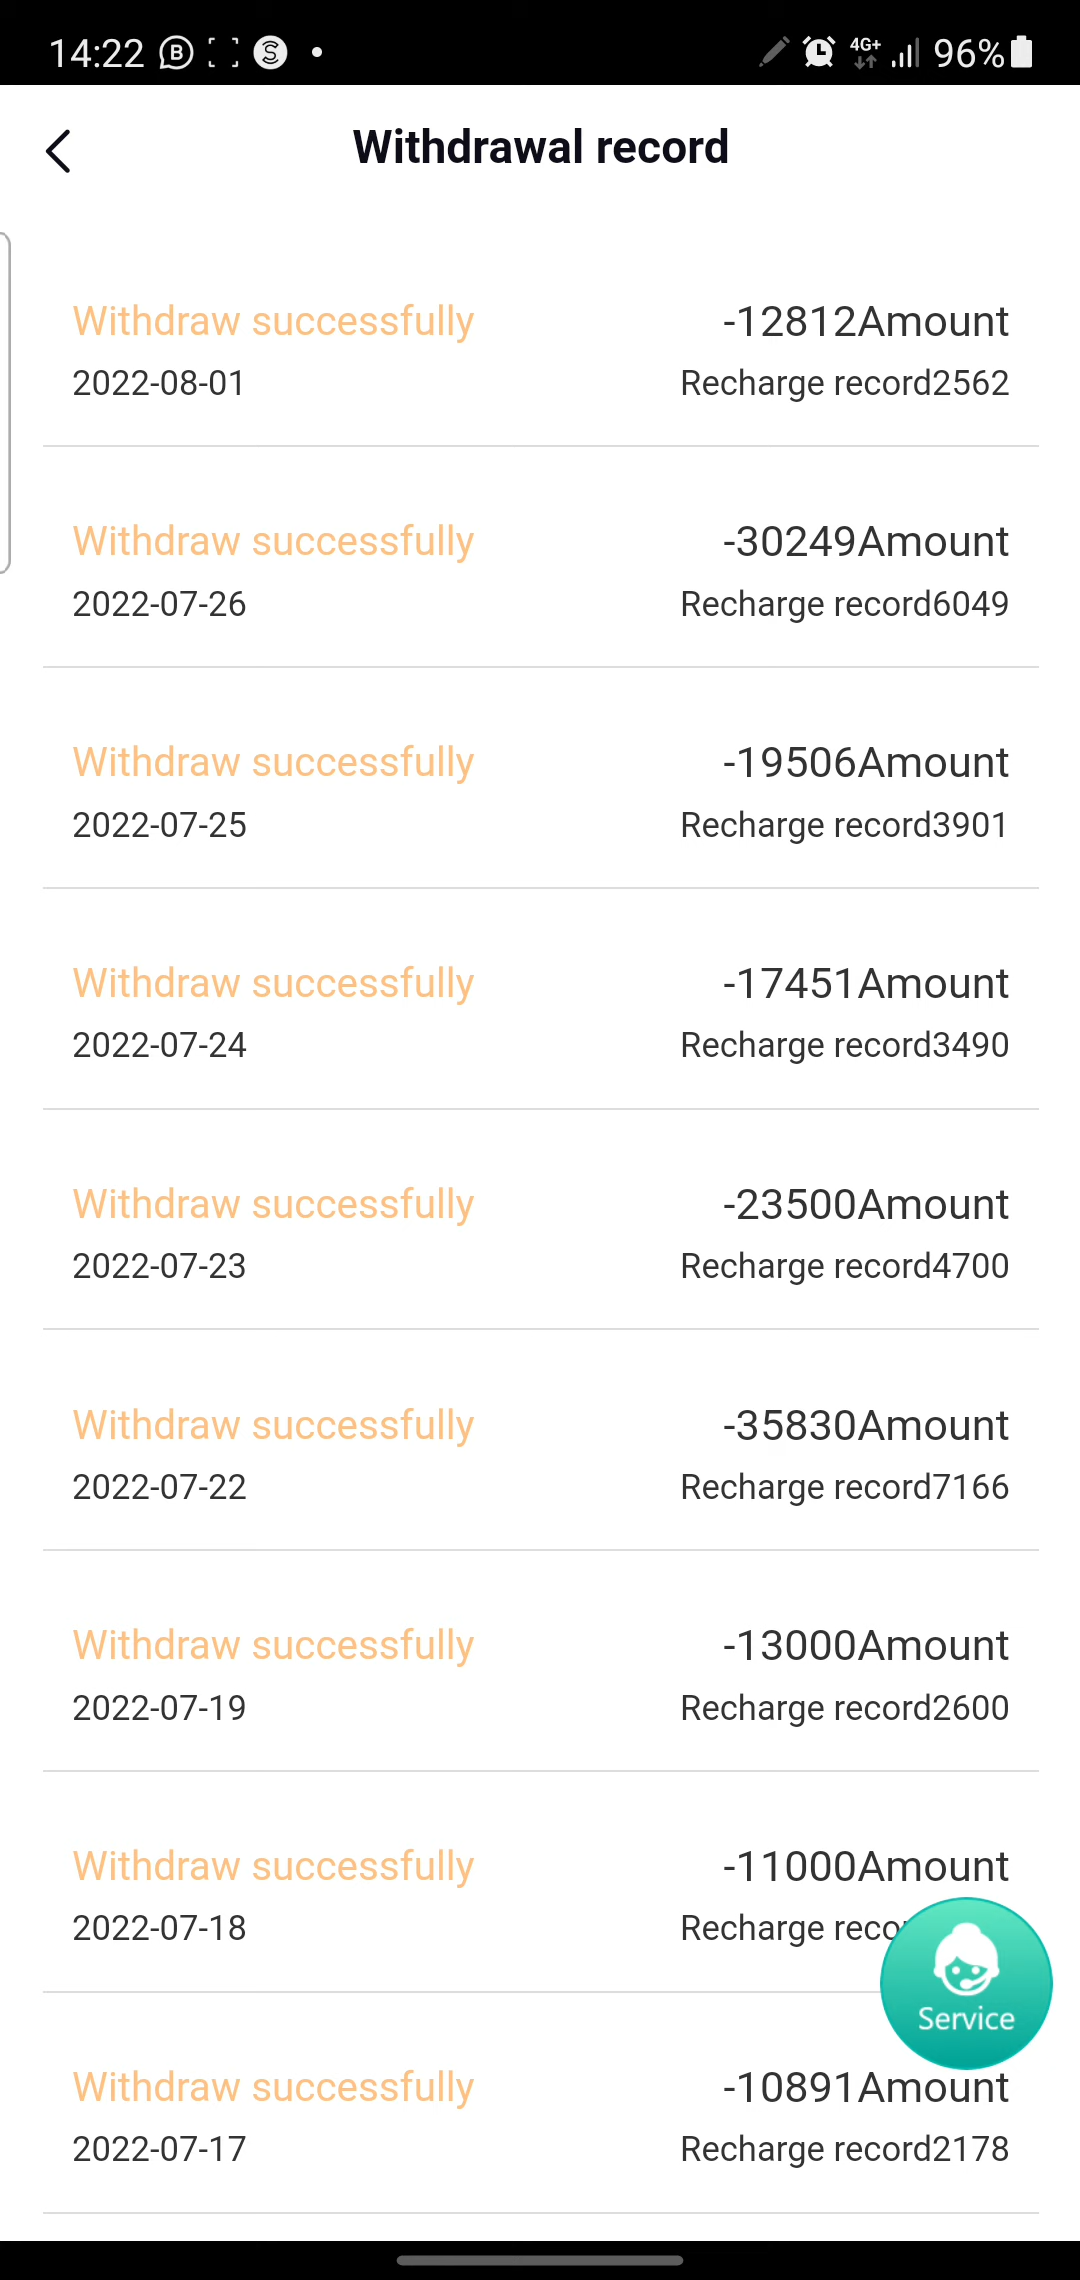 14:22 B S 4G+ 96%
Withdrawal record
Withdraw successfully -12812Amount
2022-08-01 Recharge record2562
Withdraw successfully -30249Amount
2022-07-26 Recharge record6049
Withdraw successfully -19506Amount
2022-07-25 Recharge record3901
Withdraw successfully -17451Amount
2022-07-24 Recharge record3490
Withdraw successfully -23500Amount
2022-07-23 Recharge record4700
Withdraw successfully -35830Amount
2022-07-22 Recharge record7166
Withdraw successfully -13000Amount
2022-07-19 Recharge record2600
Withdraw successfully -11000Amount
2022-07-18 Recharge
Service
Withdraw successfully -10891Amount
2022-07-17 Recharge record2178